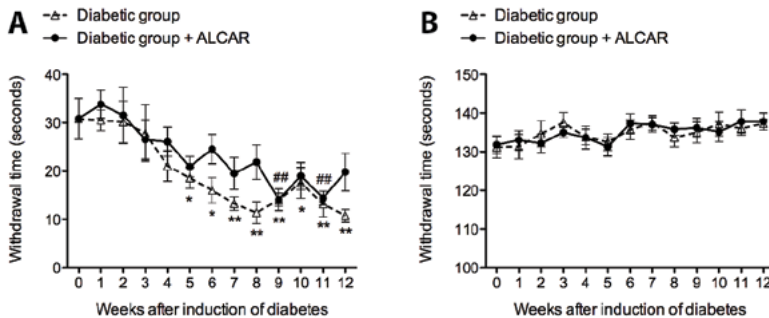 A
Diabetic group
Diabetic group + ALCAR
Withdrawal time (seconds)
40
30
20
10
0
## ##
* * ** ** ** * ** **
0 1 2 3 4 5 6 7 8 9 10 11 12
Weeks after induction of diabetes
B
Diabetic group
Diabetic group + ALCAR
Withdrawal time (seconds)
150
140
130
120
110
100
0 1 2 3 4 5 6 7 8 9 10 11 12
Weeks after induction of diabetes